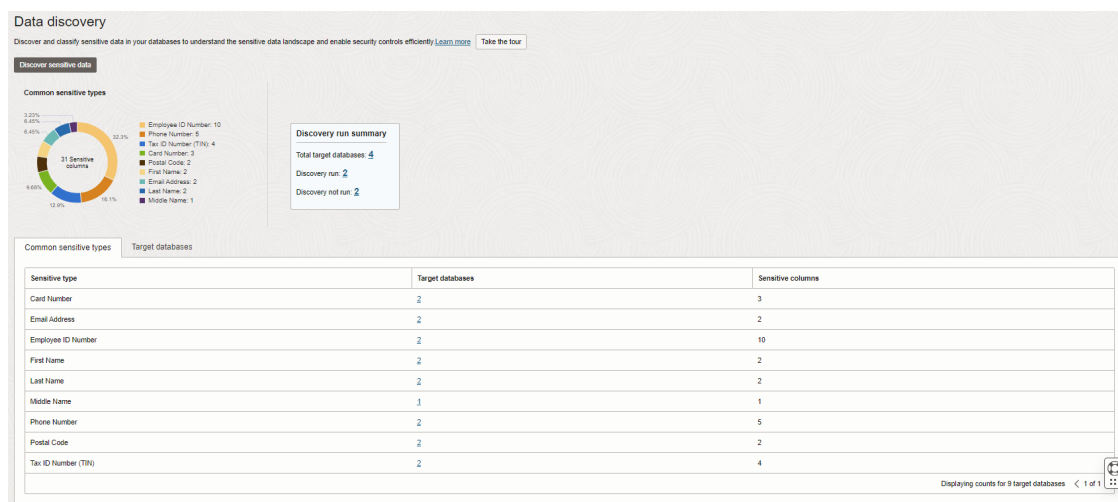 Data discovery
Discover and classify sensitive data in your databases to understand the sensitive data landscape and enable security controls efficiently.Learn more Take the tour
Discover sensitive data
Common sensitive types
3.23%
6.45%
6.45%
32.3%
9.68%
12.9%
16.1%
31 Sensitive
columns
Employee ID Number: 10
Phone Number: 5
Tax ID Number (TIN): 4
Card Number: 3
Postal Code: 2
First Name: 2
Email Address: 2
Last Name: 2
Middle Name: 1
Discovery run summary
Total target databases: 4
Discovery run: 2
Discovery not run: 2
Common sensitive types Target databases
Sensitive type Target databases Sensitive columns
Card Number 2 3
Email Address 2 2
Employee ID Number 2 10
First Name 2 2
Last Name 2 2
Middle Name 1 1
Phone Number 2 5
Postal Code 2 2
Tax ID Number (TIN) 2 4
Displaying counts for 9 target databases < 1 of 1